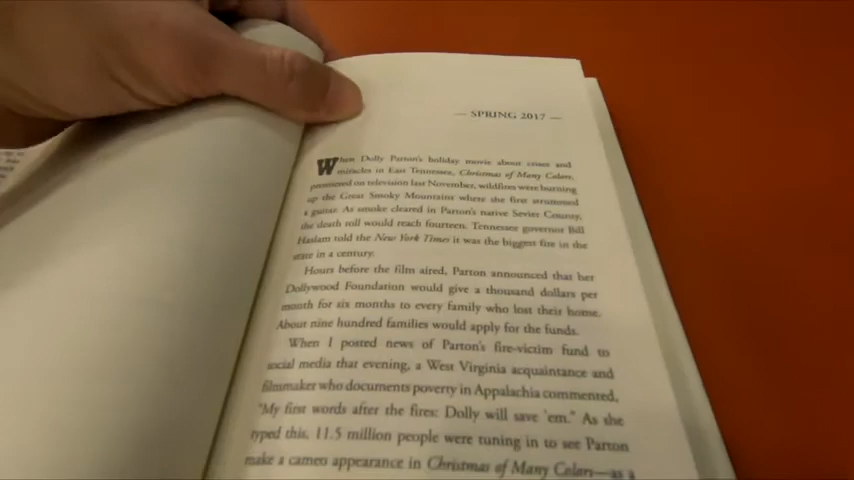 — SPRING 2017 —
When Dolly Parton's holiday movie about crises and
miracles in East Tennessee, Christmas of Many Colors,
premiered on television last November, wildfires were burning
up the Great Smoky Mountains where she first strummed
a guitar. As smoke cleared in Parton's native Sevier County,
the death toll would reach fourteen. Tennessee governor Bill
Haslam told the New York Times it was the biggest fire in the
state in a century.
Hours before the film aired, Parton announced that her
Dollywood Foundation would give a thousand dollars per
month for six months to every family who lost their home.
About nine hundred families would apply for the funds.
When I posted news of Parton's fire-victim fund to
social media that evening, a West Virginia acquaintance and
filmmaker who documents poverty in Appalachia commented,
"My first words after the fires: Dolly will save 'em." As she
typed this, 11.5 million people were tuning in to see Parton
make a cameo appearance in Christmas of Many Colors—as a